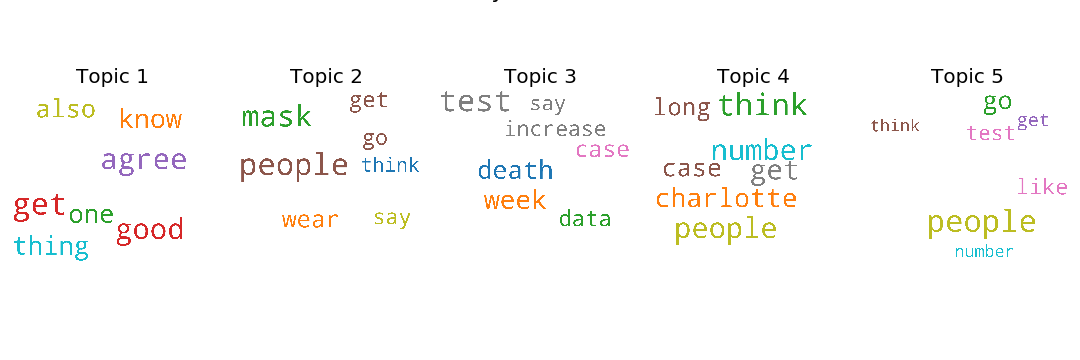 Topic 1
also
know
agree
get
one
good
thing
Topic 2
get
mask
go
people
think
wear
say
Topic 3
test
say
increase
case
death
week
data
Topic 4
long
think
number
case
get
charlotte
people
Topic 5
go
get
think
test
like
people
number